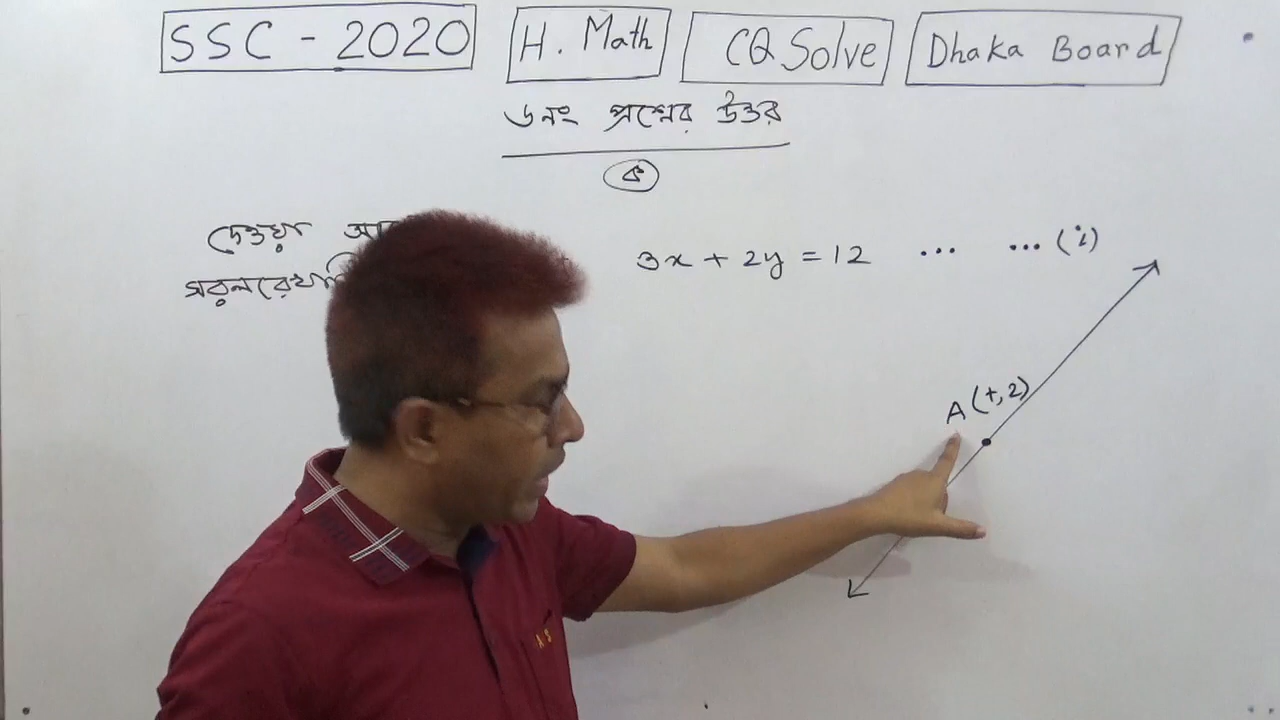 SSC - 2020 H. Math CQ Solve Dhaka Board
৬নং প্রশ্নের উত্তর
ক
দেওয়া
সরলরেখাটি 3x + 2y = 12 ... ... (i)
A(t, 2)
A S